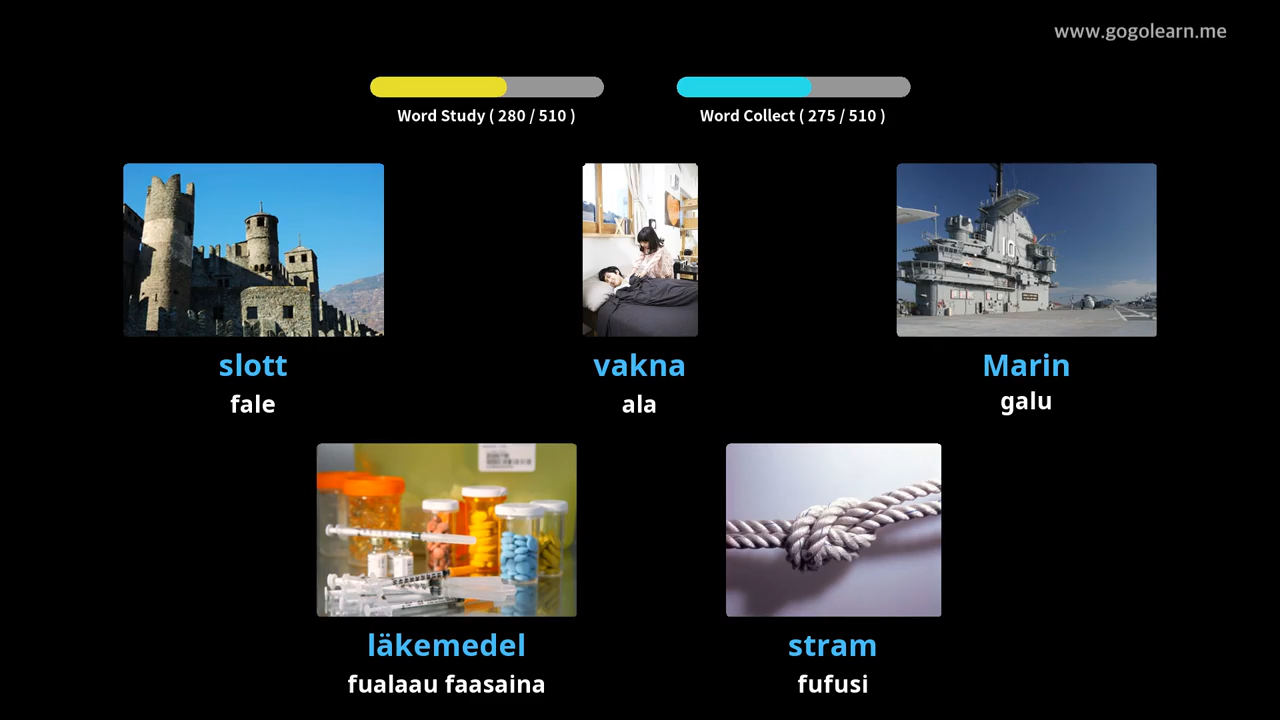 www.gogolearn.me
Word Study ( 280 / 510 )
Word Collect ( 275 / 510 )
slott
fale
vakna
ala
Marin
galu
10
läkemedel
fualaau faasaina
stram
fufusi